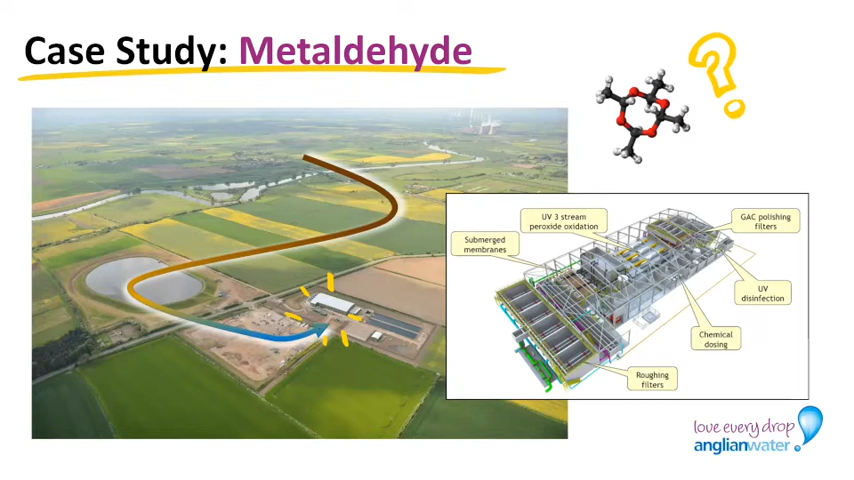 Case Study: Metaldehyde
?
UV 3 stream
peroxide oxidation
GAC polishing
filters
Submerged
membranes
UV
disinfection
Chemical
dosing
Roughing
filters
love every drop
anglianwater